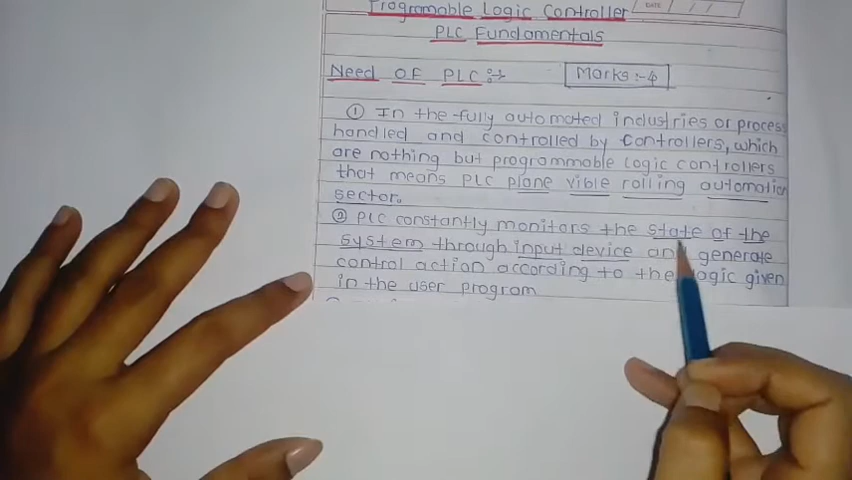 Programable Logic Controller
DATE / /
PLC Fundamentals
Need OF PLC :→ Marks :- 4
① In the fully automated industries or process
handled and controlled by controllers, which
are nothing but programmable Logic controllers
that means PLC plane vible rolling automation
sector.
② PLC constantly monitors the state of the
system through input device and generate
control action according to the logic given
in the user program